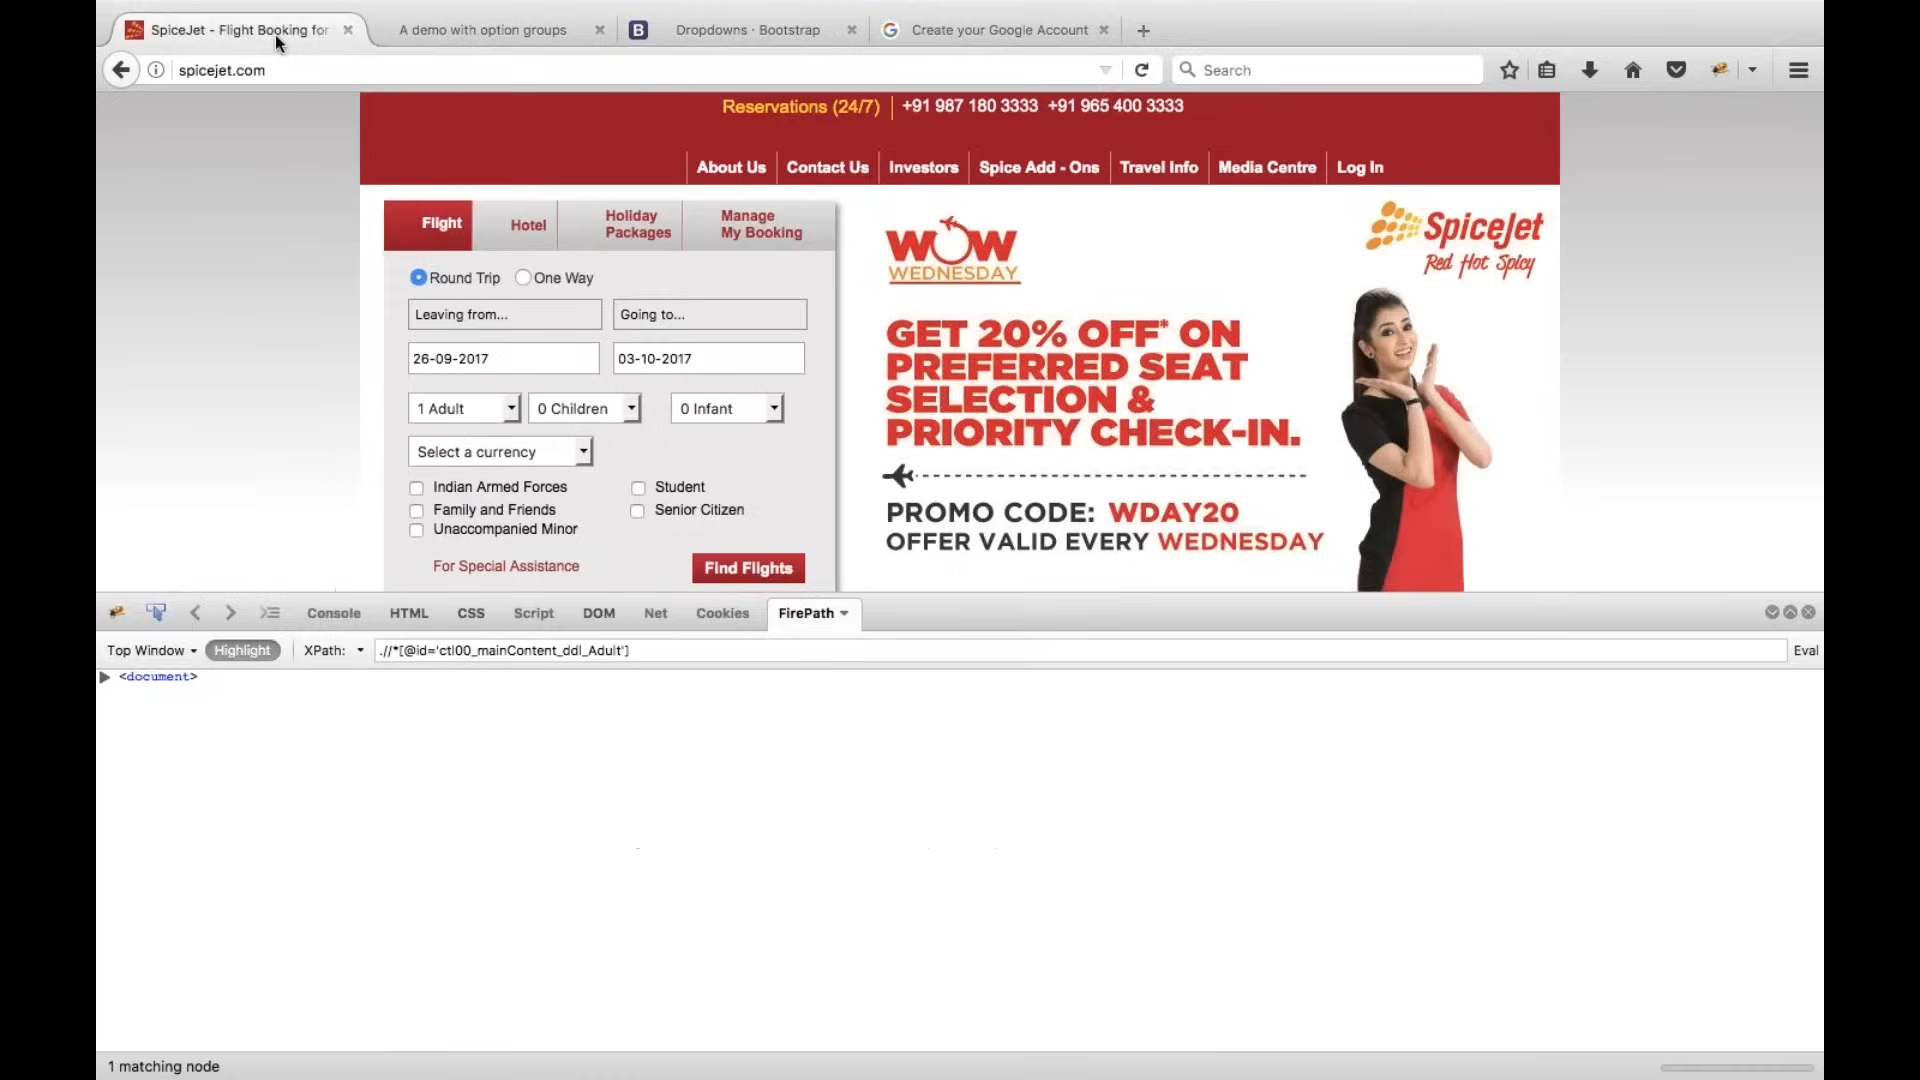 SpiceJet - Flight Booking for
A demo with option groups
B
Dropdowns · Bootstrap
Create your Google Account
spicejet.com
Search
Reservations (24/7) +91 987 180 3333 +91 965 400 3333
About Us Contact Us Investors Spice Add - Ons Travel Info Media Centre Log In
Flight
Hotel
Holiday
Packages
Manage
My Booking
Round Trip One Way
Leaving from... Going to...
26-09-2017 03-10-2017
1 Adult 0 Children 0 Infant
Select a currency
Indian Armed Forces Student
Family and Friends Senior Citizen
Unaccompanied Minor
For Special Assistance Find Flights
WOW
WEDNESDAY
SpiceJet
Red Hot Spicy
GET 20% OFF* ON
PREFERRED SEAT
SELECTION &
PRIORITY CHECK-IN.
PROMO CODE: WDAY20
OFFER VALID EVERY WEDNESDAY
Console HTML CSS Script DOM Net Cookies FirePath
Top Window Highlight XPath: .//*[@id='ctl00_mainContent_ddl_Adult'] Eval
<document>
1 matching node